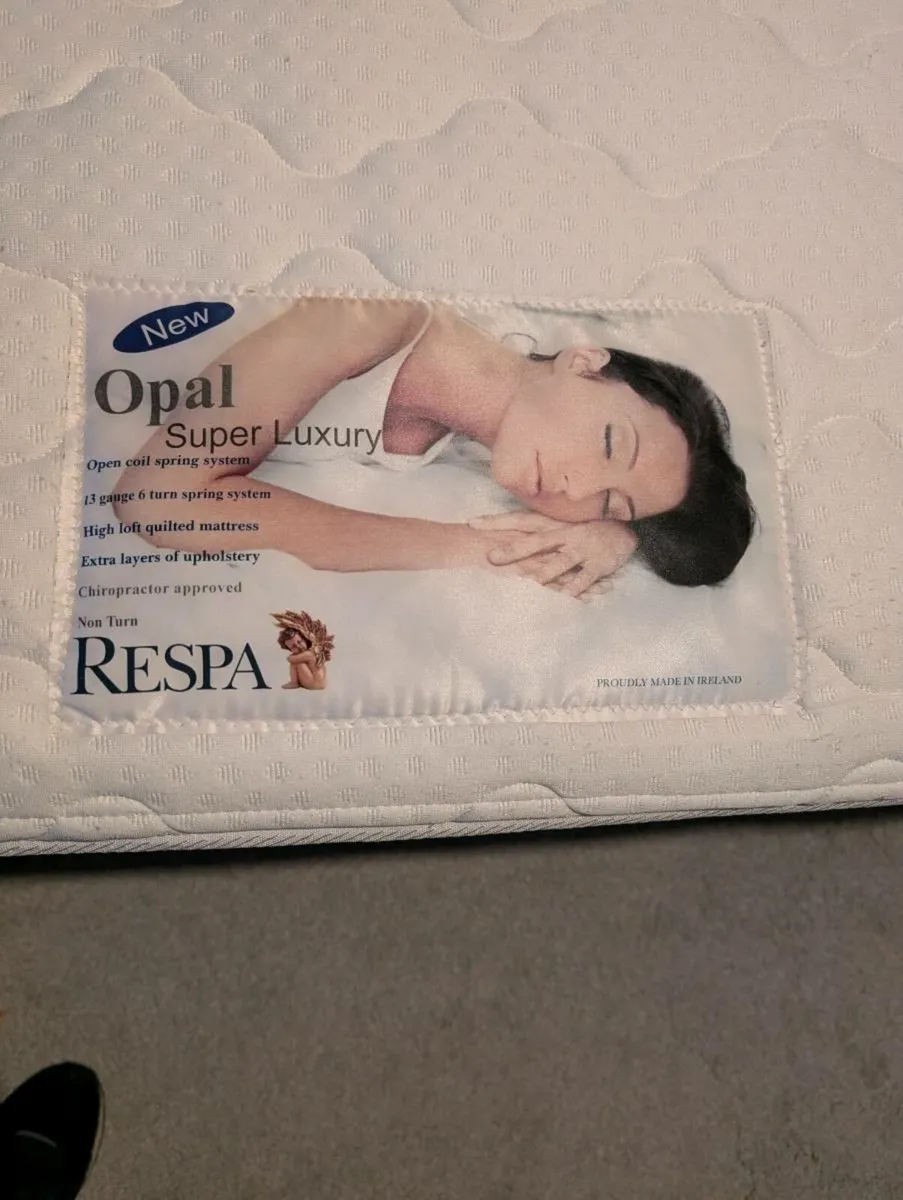 New
Opal
Super Luxury
Open coil spring system
13 gauge 6 turn spring system
High loft quilted mattress
Extra layers of upholstery
Chiropractor approved
Non Turn
RESPA
PROUDLY MADE IN IRELAND